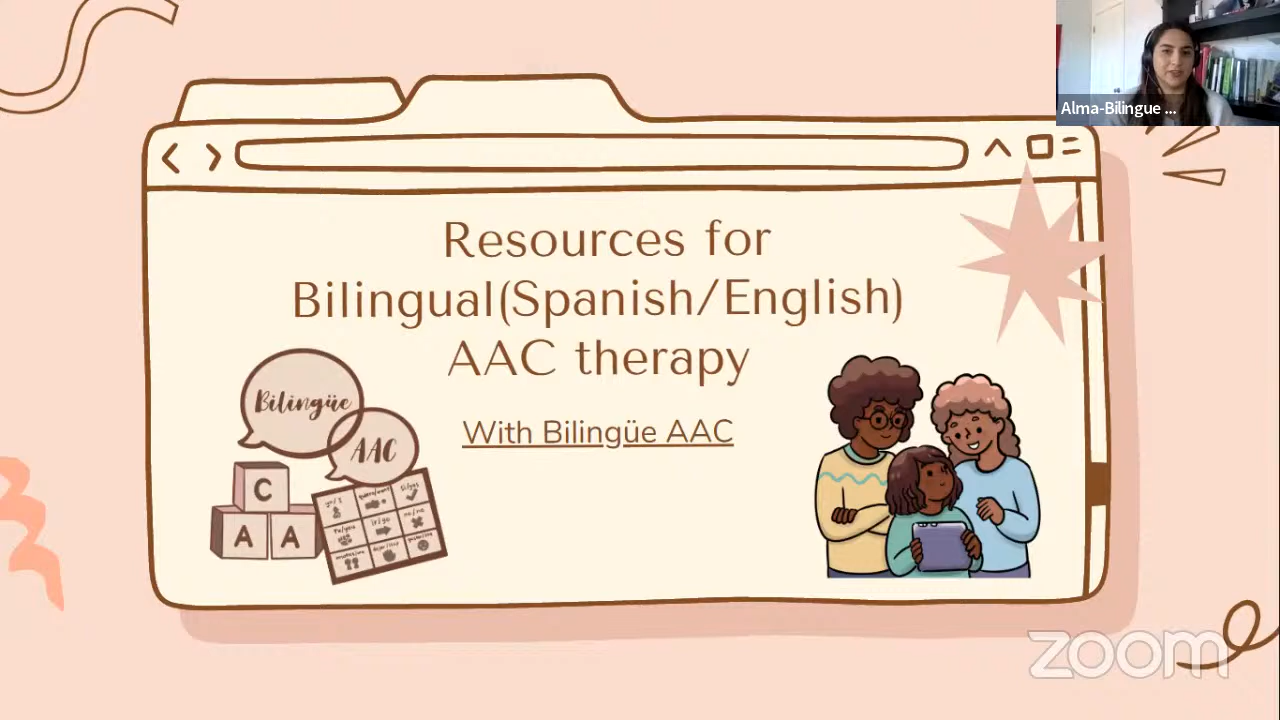 Alma-Bilingue ...
Resources for
Bilingual(Spanish/English)
AAC therapy
With Bilingüe AAC
Bilingüe
AAC
C
A A
zoom